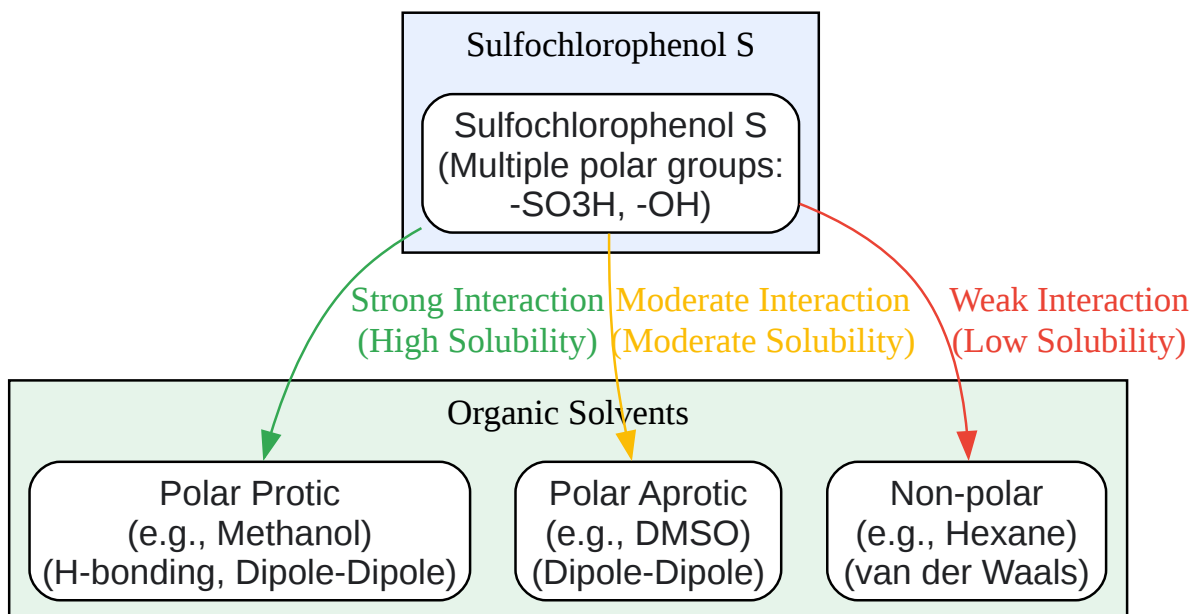 Sulfochlorophenol S
Sulfochlorophenol S
(Multiple polar groups:
-SO3H, -OH)
Strong Interaction
(High Solubility)
Moderate Interaction
(Moderate Solubility)
Weak Interaction
(Low Solubility)
Organic Solvents
Polar Protic
(e.g., Methanol)
(H-bonding, Dipole-Dipole)
Polar Aprotic
(e.g., DMSO)
(Dipole-Dipole)
Non-polar
(e.g., Hexane)
(van der Waals)